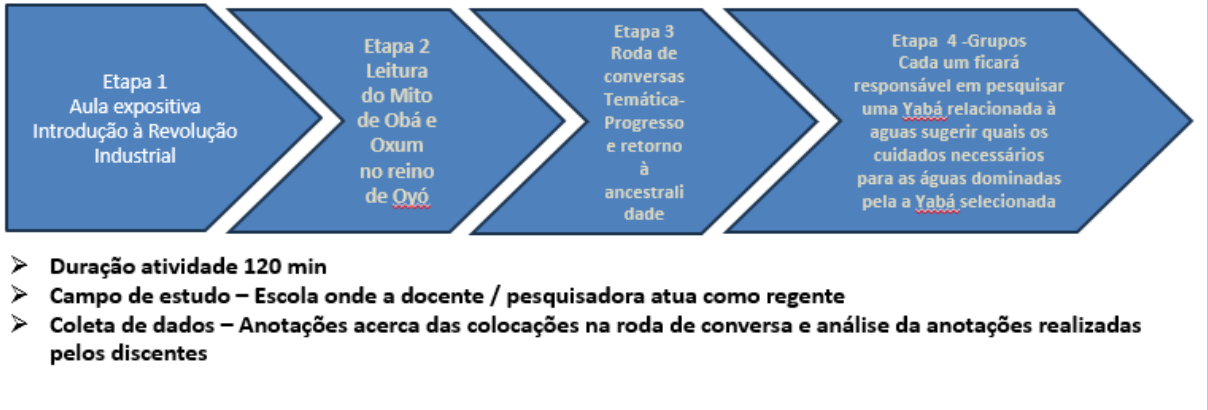 Etapa 1
Aula expositiva
Introdução à Revolução
Industrial
Etapa 2
Leitura
do Mito
de Obá e
Oxum
no reino
de Oyó
Etapa 3
Roda de
conversas
Temática-
Progresso
e retorno
à
ancestrali
dade
Etapa  4 -Grupos
Cada um ficará
responsável em pesquisar
uma Yabá relacionada à
aguas sugerir quais os
cuidados necessários
para as águas dominadas
pela a Yabá selecionada
➢ Duração atividade 120 min
➢ Campo de estudo – Escola onde a docente / pesquisadora atua como regente
➢ Coleta de dados – Anotações acerca das colocações na roda de conversa e análise da anotações realizadas
pelos discentes